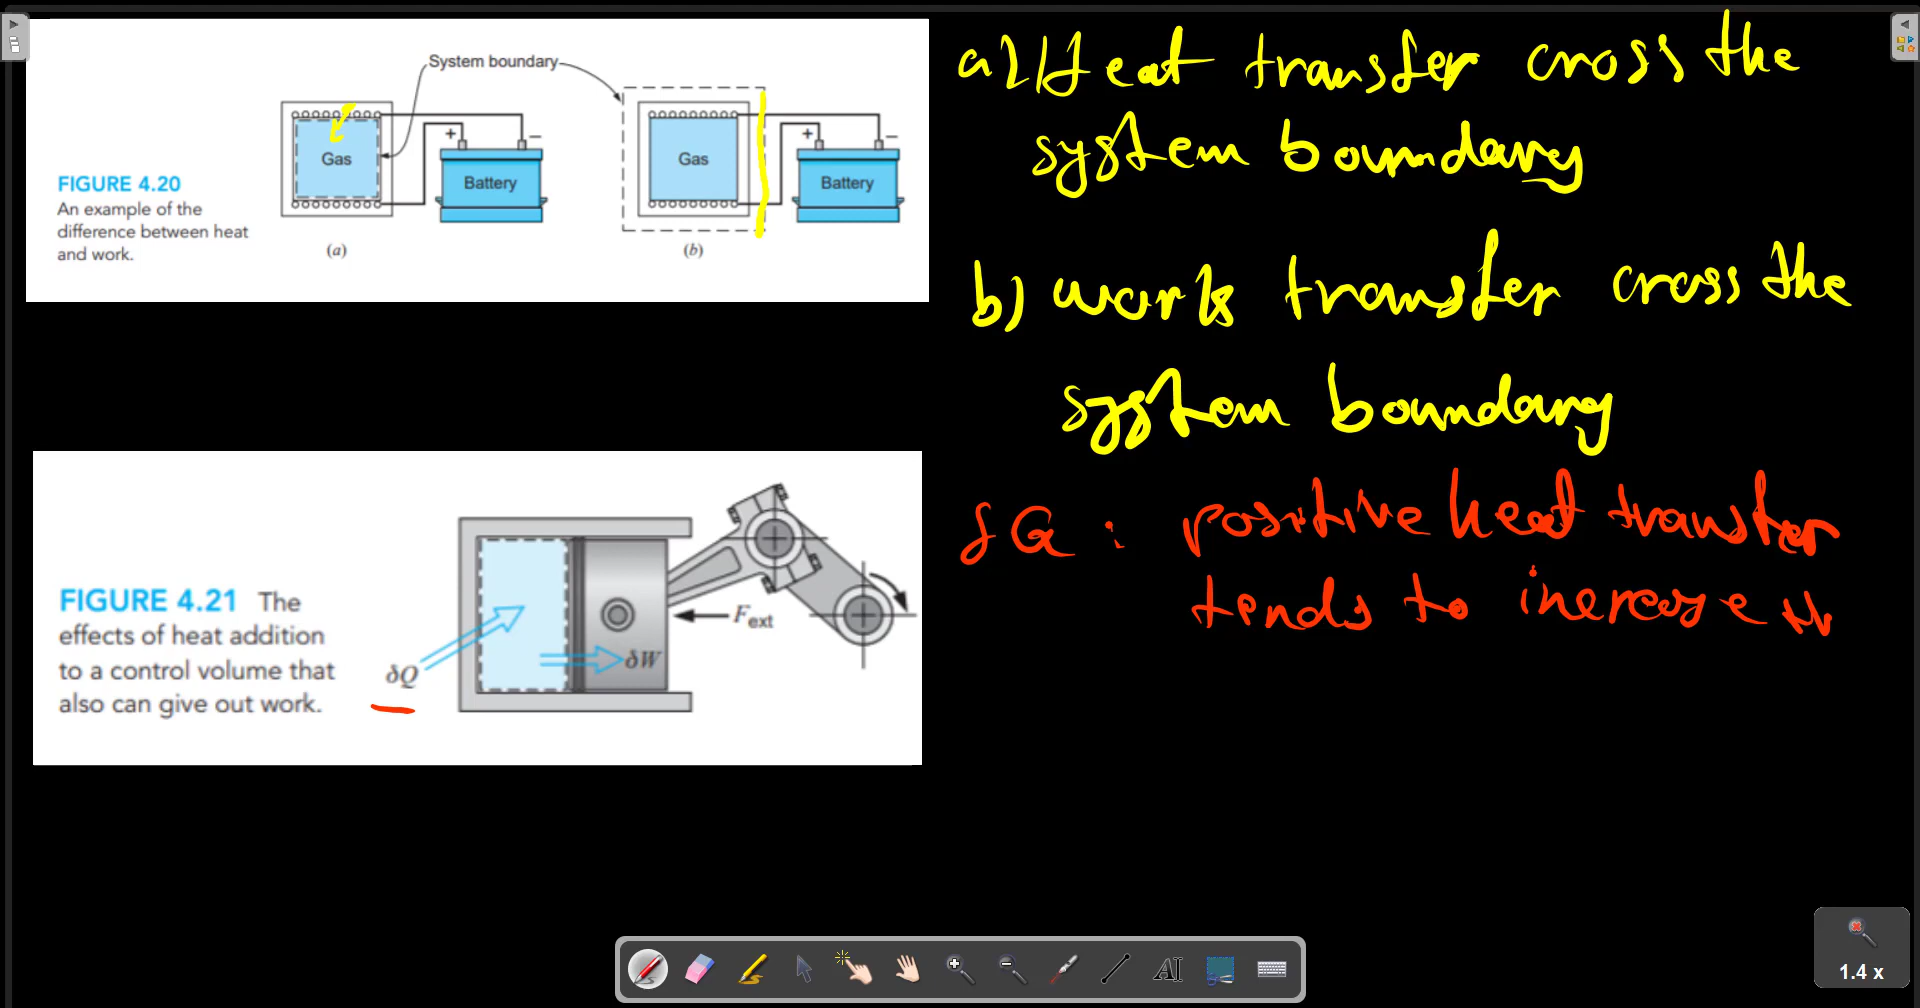 System boundary
Gas
+
−
Battery
(a)
Gas
+
−
Battery
(b)
FIGURE 4.20
An example of the
difference between heat
and work.
a) Heat transfer cross the
system boundary
b) work transfer cross the
system boundary
FIGURE 4.21 The
effects of heat addition
to a control volume that
also can give out work.
δQ
δW
Fext
δQ : positive heat transfer
tends to increase th
AI
1.4 x